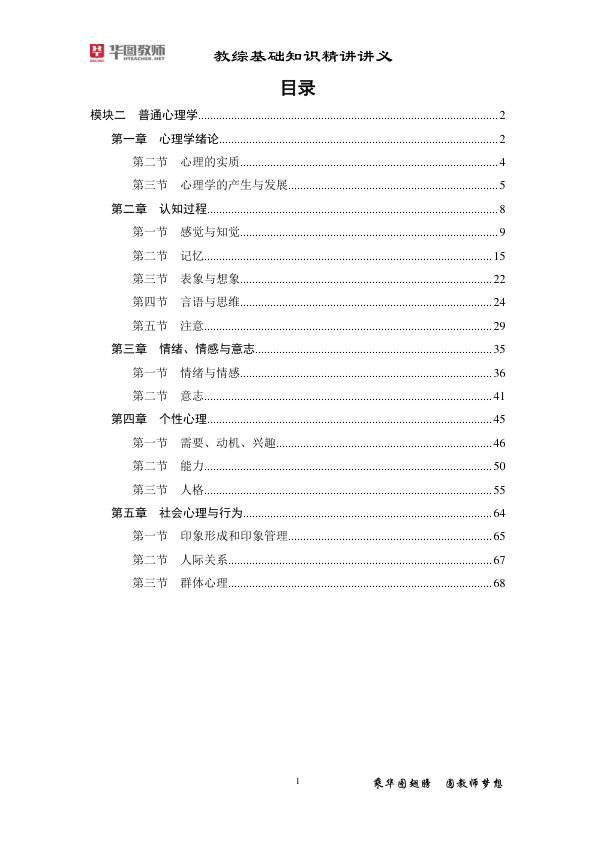 华图教师
HTEACHER.NET
教综基础知识精讲讲义
目录
模块二 普通心理学 2
第一章 心理学绪论 2
第二节 心理的实质 4
第三节 心理学的产生与发展 5
第二章 认知过程 8
第一节 感觉与知觉 9
第二节 记忆 15
第三节 表象与想象 22
第四节 言语与思维 24
第五节 注意 29
第三章 情绪、情感与意志 35
第一节 情绪与情感 36
第二节 意志 41
第四章 个性心理 45
第一节 需要、动机、兴趣 46
第二节 能力 50
第三节 人格 55
第五章 社会心理与行为 64
第一节 印象形成和印象管理 65
第二节 人际关系 67
第三节 群体心理 68
1
乘华图翅膀 圆教师梦想